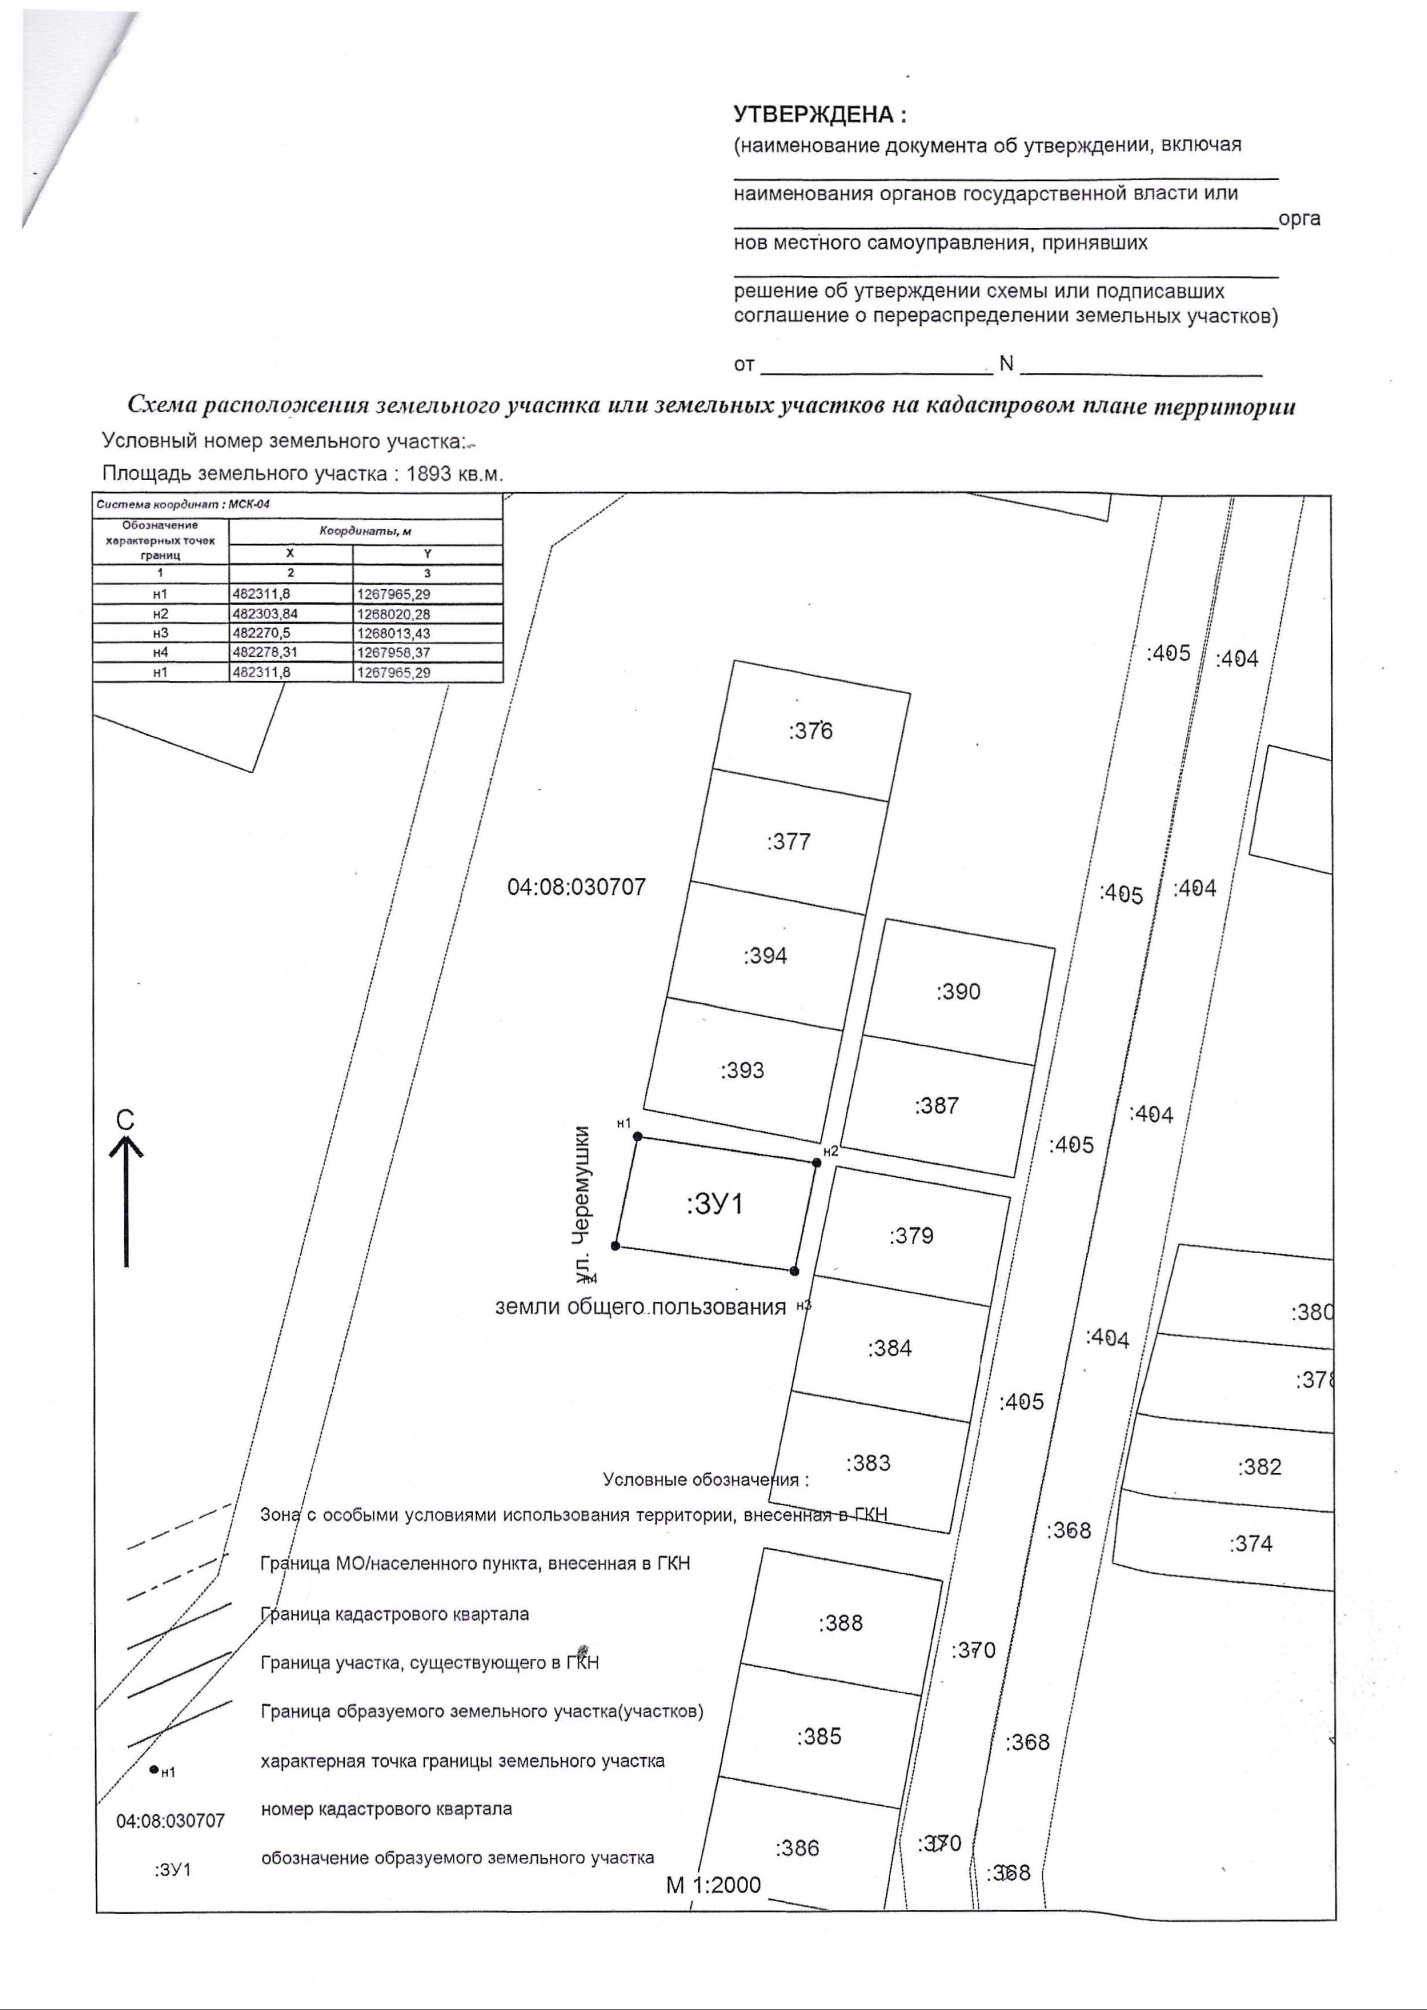 УТВЕРЖДЕНА :
(наименование документа об утверждении, включая
наименования органов государственной власти или
орга
нов местного самоуправления, принявших
решение об утверждении схемы или подписавших
соглашение о перераспределении земельных участков)
от N
Схема расположения земельного участка или земельных участков на кадастровом плане территории
Условный номер земельного участка:-
Площадь земельного участка : 1893 кв.м.
Система координат : МСК-04
Обозначение характерных точек границ Координаты, м
X Y
1 2 3
н1 482311,8 1267965,29
н2 482303,84 1268020,28
н3 482270,5 1268013,43
н4 482278,31 1267958,37
н1 482311,8 1267965,29
:405 :404
:376
:377
04:08:030707 :405 :404
:394
:390
:393
:387 :404
С
н1
:405
н2
ул. Черемушки
:ЗУ1
:379
н4
земли общего пользования н3
:380
:404
:384
:378
:405
:383 :382
Условные обозначения :
Зона с особыми условиями использования территории, внесенная в ГКН
:368
:374
Граница МО/населенного пункта, внесенная в ГКН
Граница кадастрового квартала
:388
:370
Граница участка, существующего в ГКН
Граница образуемого земельного участка(участков)
:385 :368
н1 характерная точка границы земельного участка
04:08:030707 номер кадастрового квартала
:386 :370
:ЗУ1 обозначение образуемого земельного участка
:368
М 1:2000